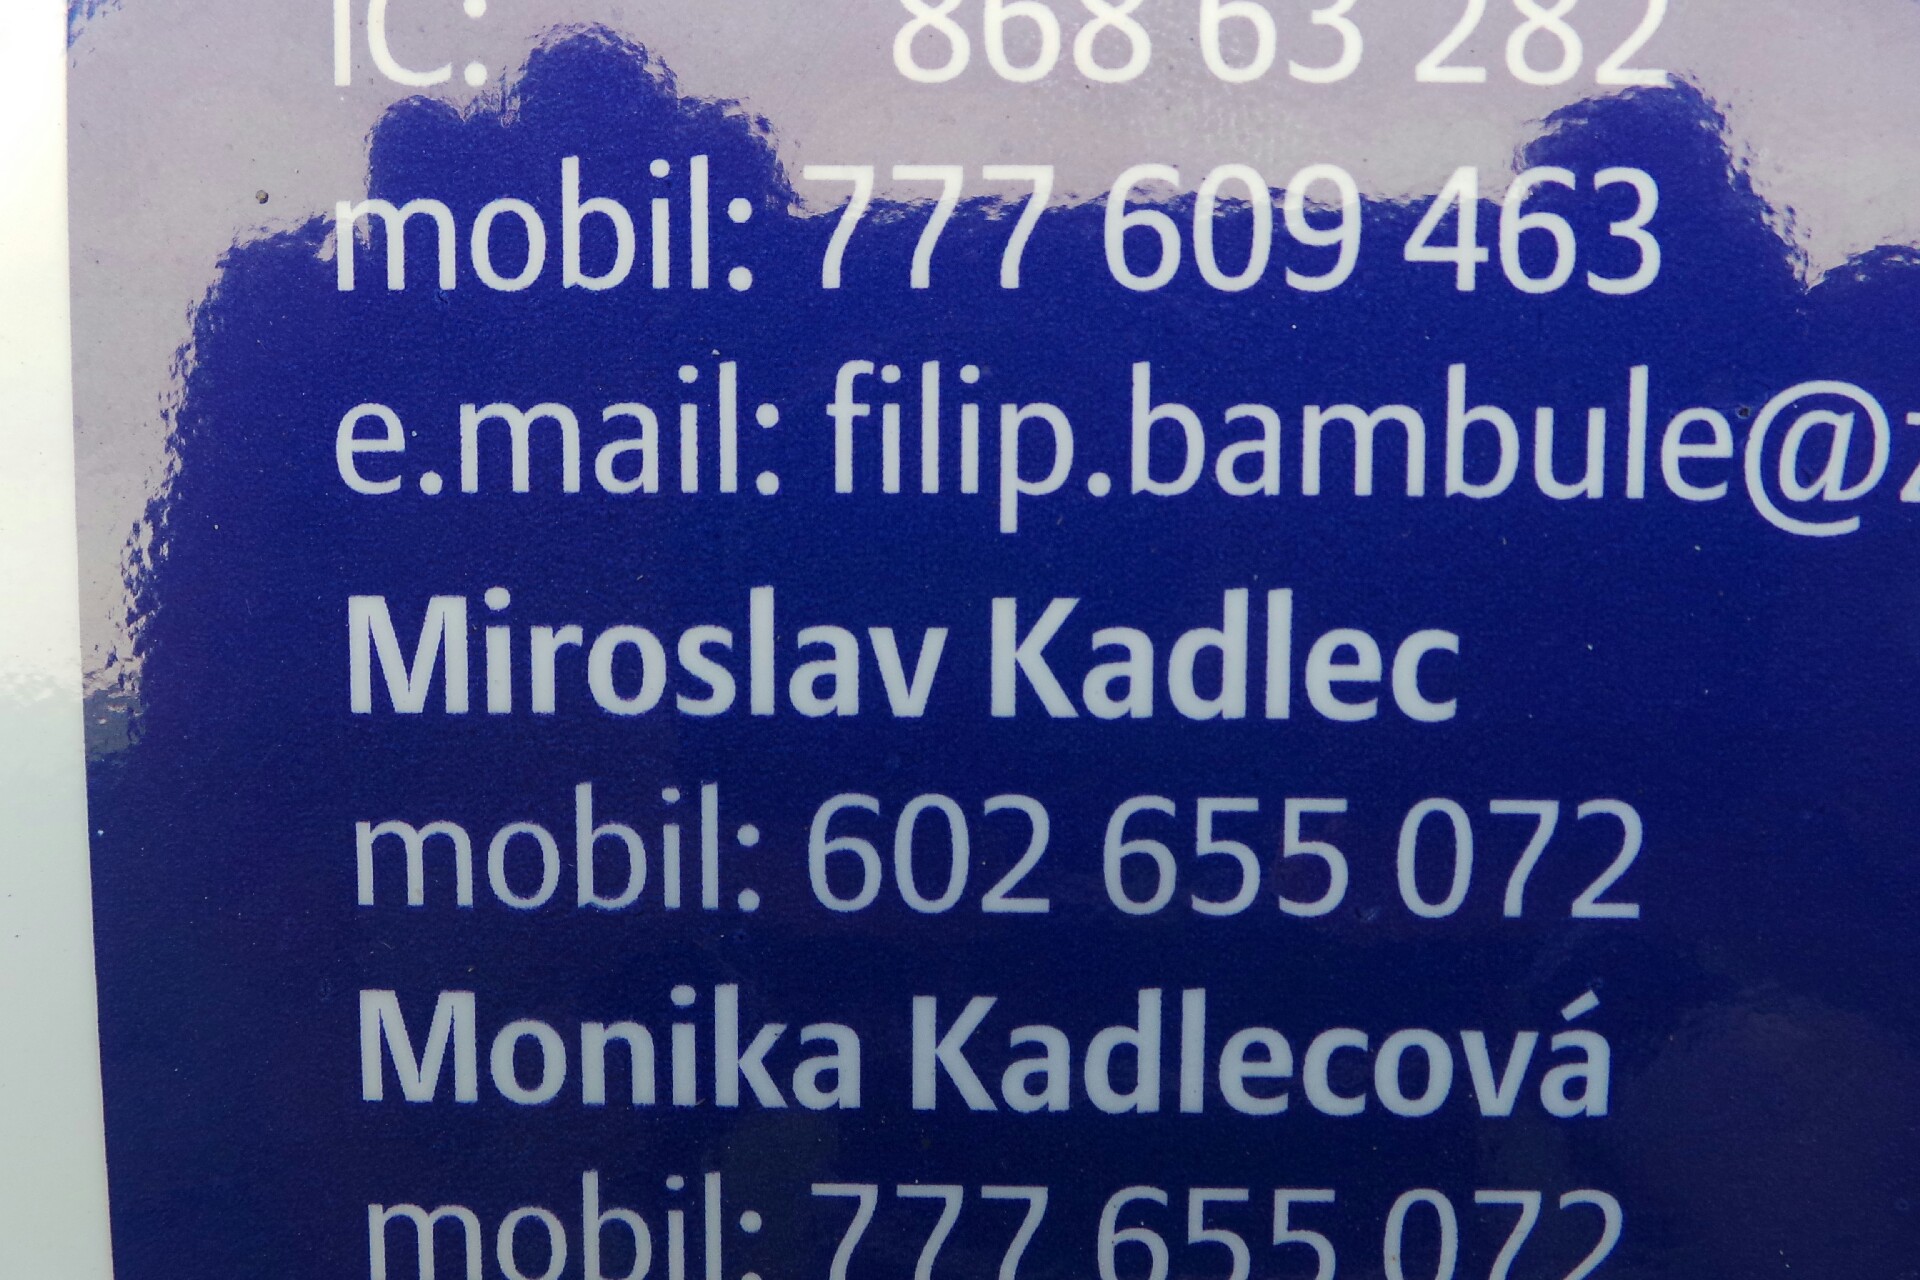 IČ: 868 63 282
mobil: 777 609 463
e.mail: filip.bambule@
Miroslav Kadlec
mobil: 602 655 072
Monika Kadlecová
mobil: 777 655 072